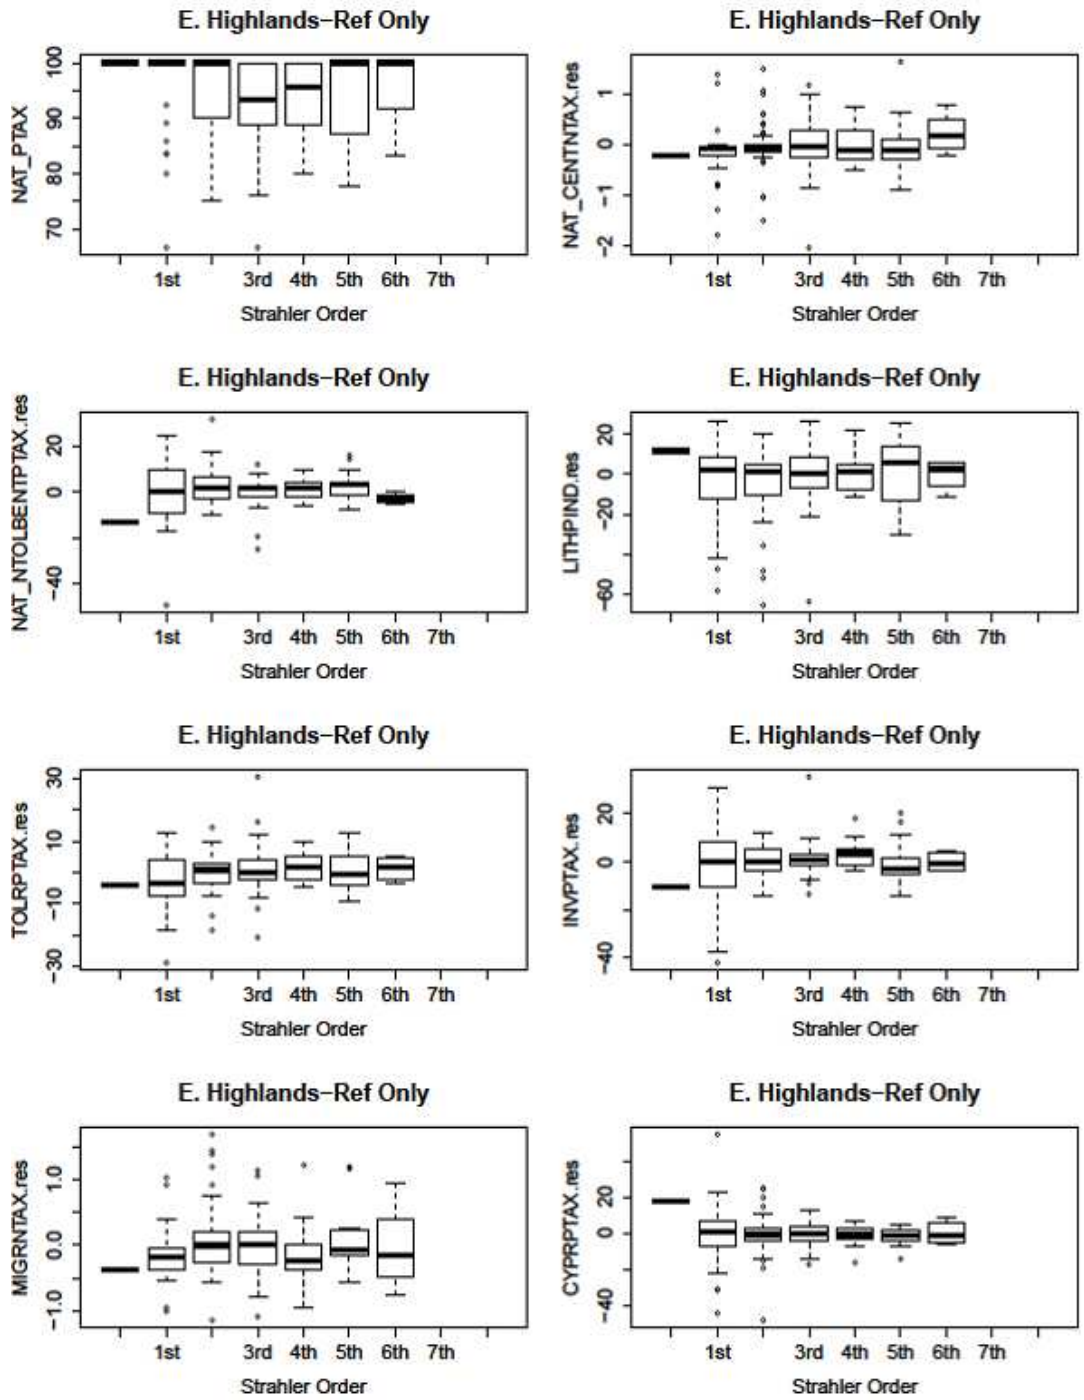 E. Highlands−Ref Only
NAT_PTAX
100
90
80
70
1st 3rd 4th 5th 6th 7th
Strahler Order
E. Highlands−Ref Only
NAT_CENTNTAX.res
1
0
−1
−2
1st 3rd 4th 5th 6th 7th
Strahler Order
E. Highlands−Ref Only
NAT_NTOLBENTPTAX.res
20
0
−40
1st 3rd 4th 5th 6th 7th
Strahler Order
E. Highlands−Ref Only
LITHPIND.res
20
0
−20
−60
1st 3rd 4th 5th 6th 7th
Strahler Order
E. Highlands−Ref Only
TOLRPTAX.res
30
10
−10
−30
1st 3rd 4th 5th 6th 7th
Strahler Order
E. Highlands−Ref Only
INVPTAX.res
20
0
−40
1st 3rd 4th 5th 6th 7th
Strahler Order
E. Highlands−Ref Only
MIGRNTAX.res
1.0
0.0
−1.0
1st 3rd 4th 5th 6th 7th
Strahler Order
E. Highlands−Ref Only
CYPRPTAX.res
20
0
−40
1st 3rd 4th 5th 6th 7th
Strahler Order